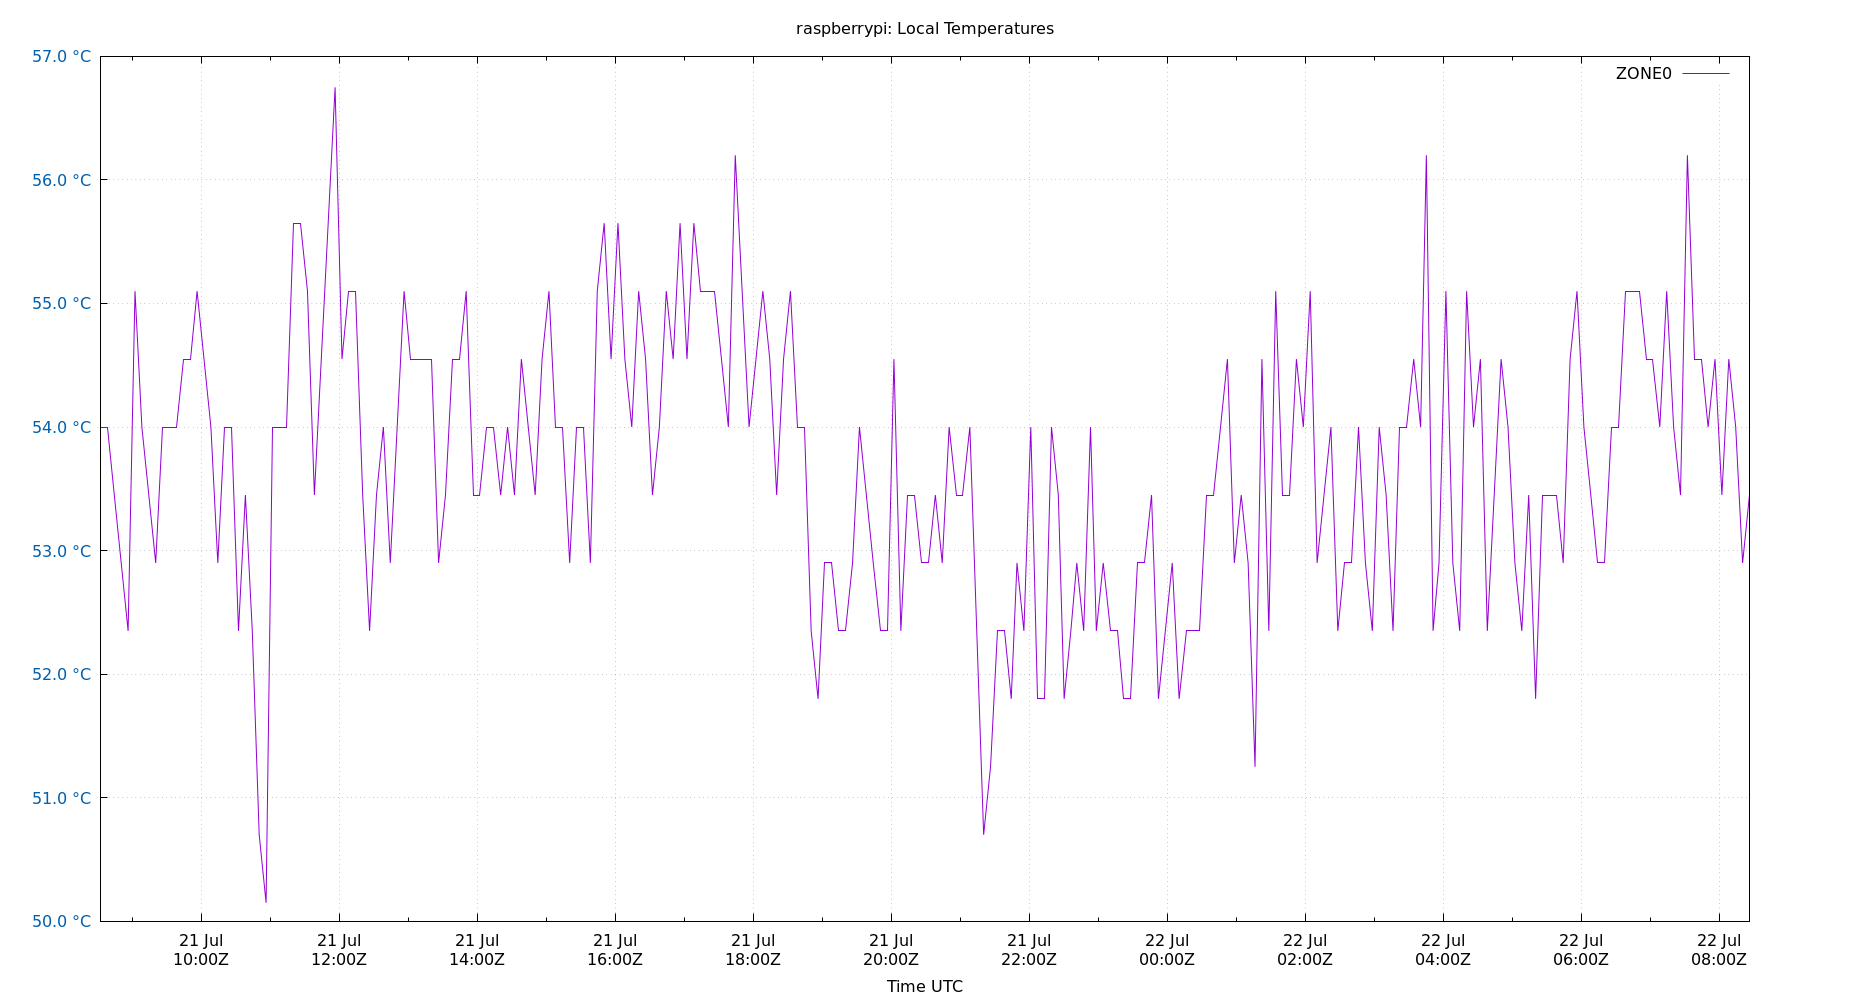 raspberrypi: Local Temperatures
57.0 °C
ZONE0
56.0 °C
55.0 °C
54.0 °C
53.0 °C
52.0 °C
51.0 °C
50.0 °C
21 Jul 21 Jul 21 Jul 21 Jul 21 Jul 21 Jul 21 Jul 22 Jul 22 Jul 22 Jul 22 Jul 22 Jul
10:00Z 12:00Z 14:00Z 16:00Z 18:00Z 20:00Z 22:00Z 00:00Z 02:00Z 04:00Z 06:00Z 08:00Z
Time UTC